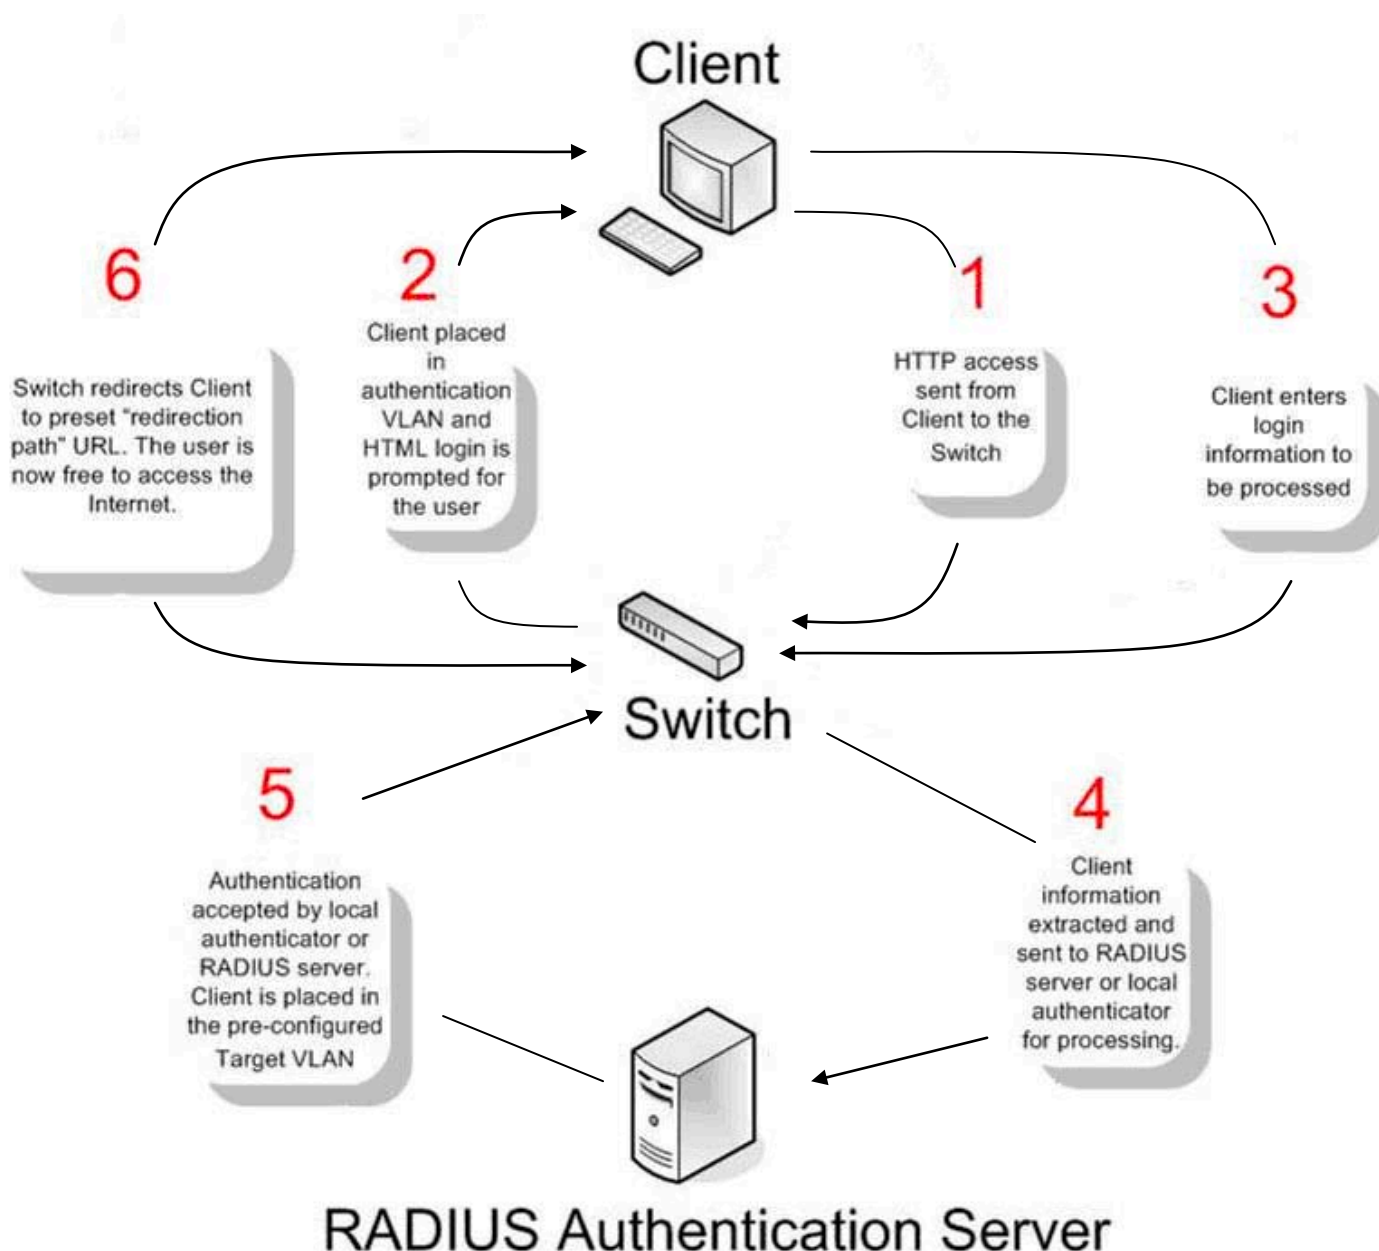 Client
6
Switch redirects Client
to preset "redirection
path" URL. The user is
now free to access the
Internet.
2
Client placed
in
authentication
VLAN and
HTML login is
prompted for
the user
1
HTTP access
sent from
Client to the
Switch
3
Client enters
login
information to
be processed
Switch
5
Authentication
accepted by local
authenticator or
RADIUS server.
Client is placed in
the pre-configured
Target VLAN
4
Client
information
extracted and
sent to RADIUS
server or local
authenticator
for processing.
RADIUS Authentication Server